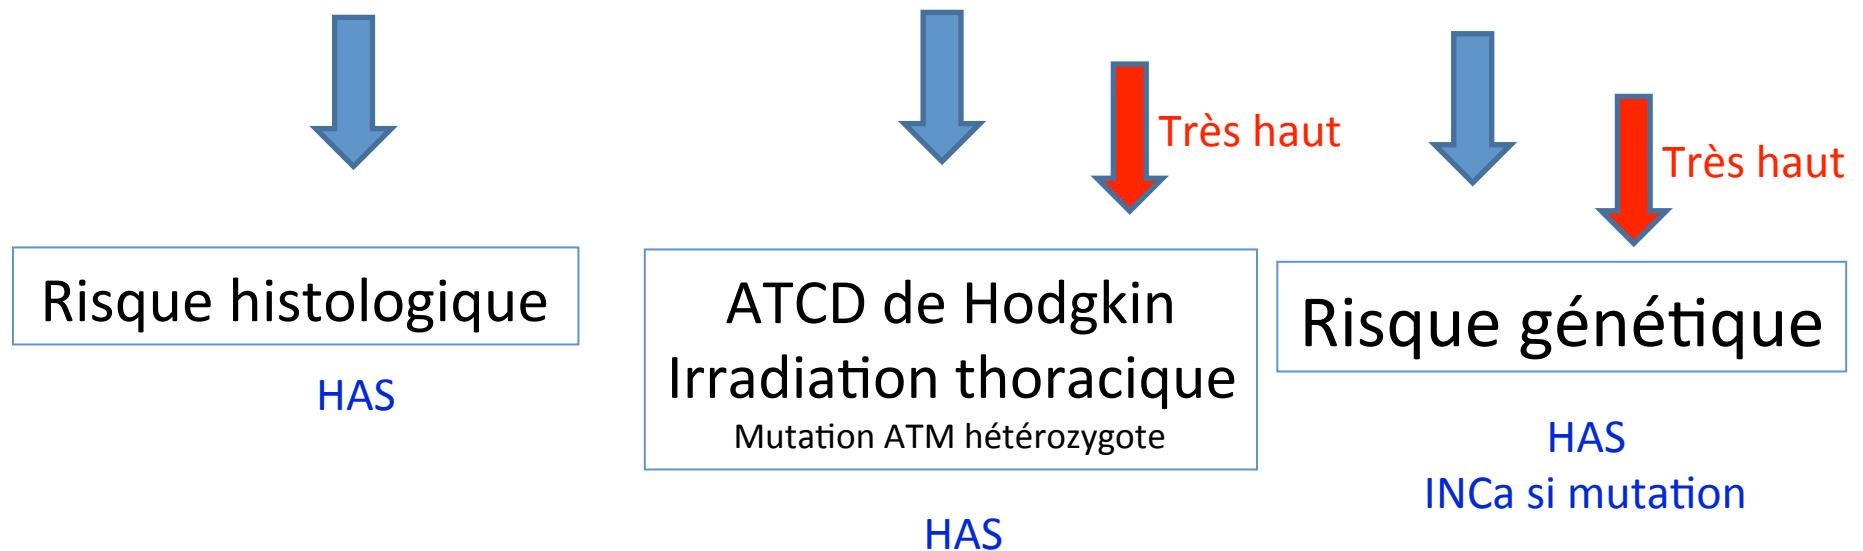 Très haut
Très haut
Risque histologique
HAS
ATCD de Hodgkin
Irradiation thoracique
Mutation ATM hétérozygote
HAS
Risque génétique
HAS
INCa si mutation